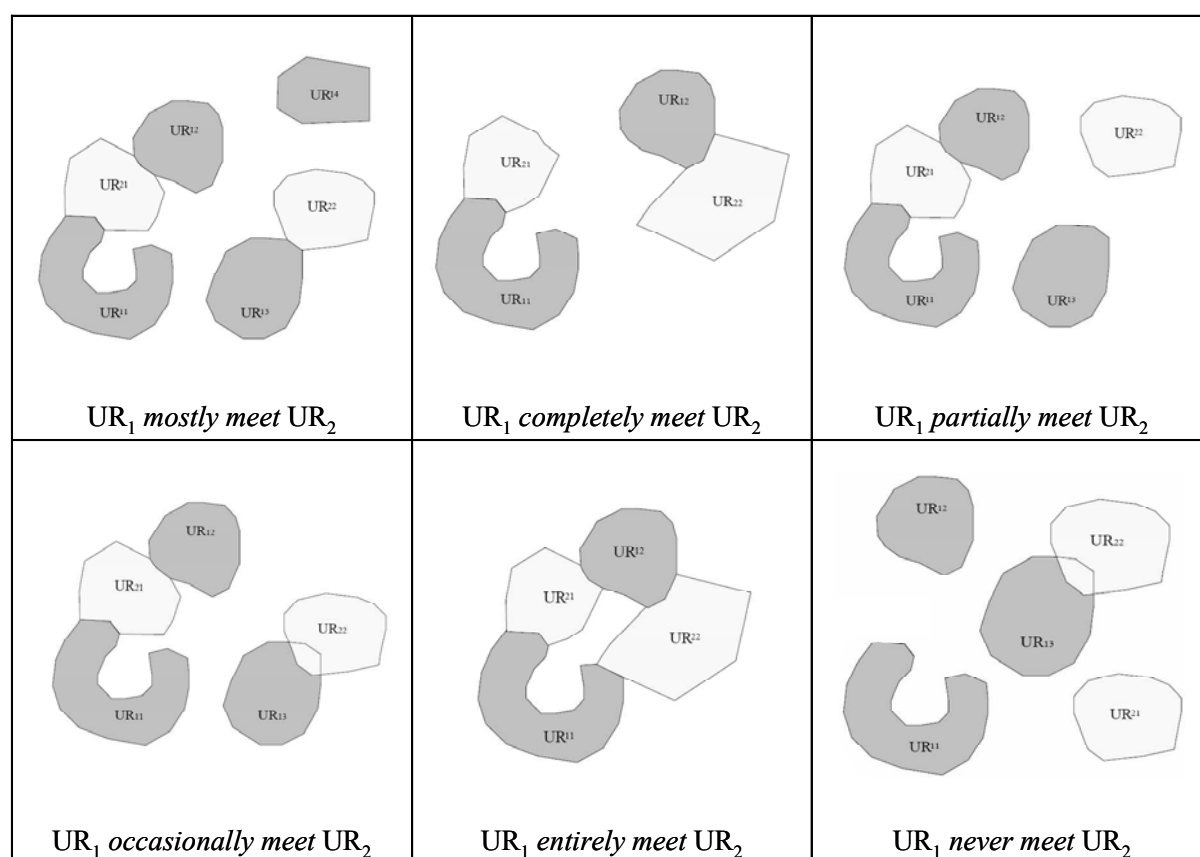 UR14
UR12
UR21
UR22
UR11
UR13
UR₁ mostly meet UR₂
UR12
UR21
UR22
UR11
UR₁ completely meet UR₂
UR12
UR22
UR21
UR11
UR13
UR₁ partially meet UR₂
UR12
UR21
UR22
UR11
UR13
UR₁ occasionally meet UR₂
UR12
UR21
UR22
UR11
UR₁ entirely meet UR₂
UR12
UR22
UR13
UR21
UR11
UR₁ never meet UR₂